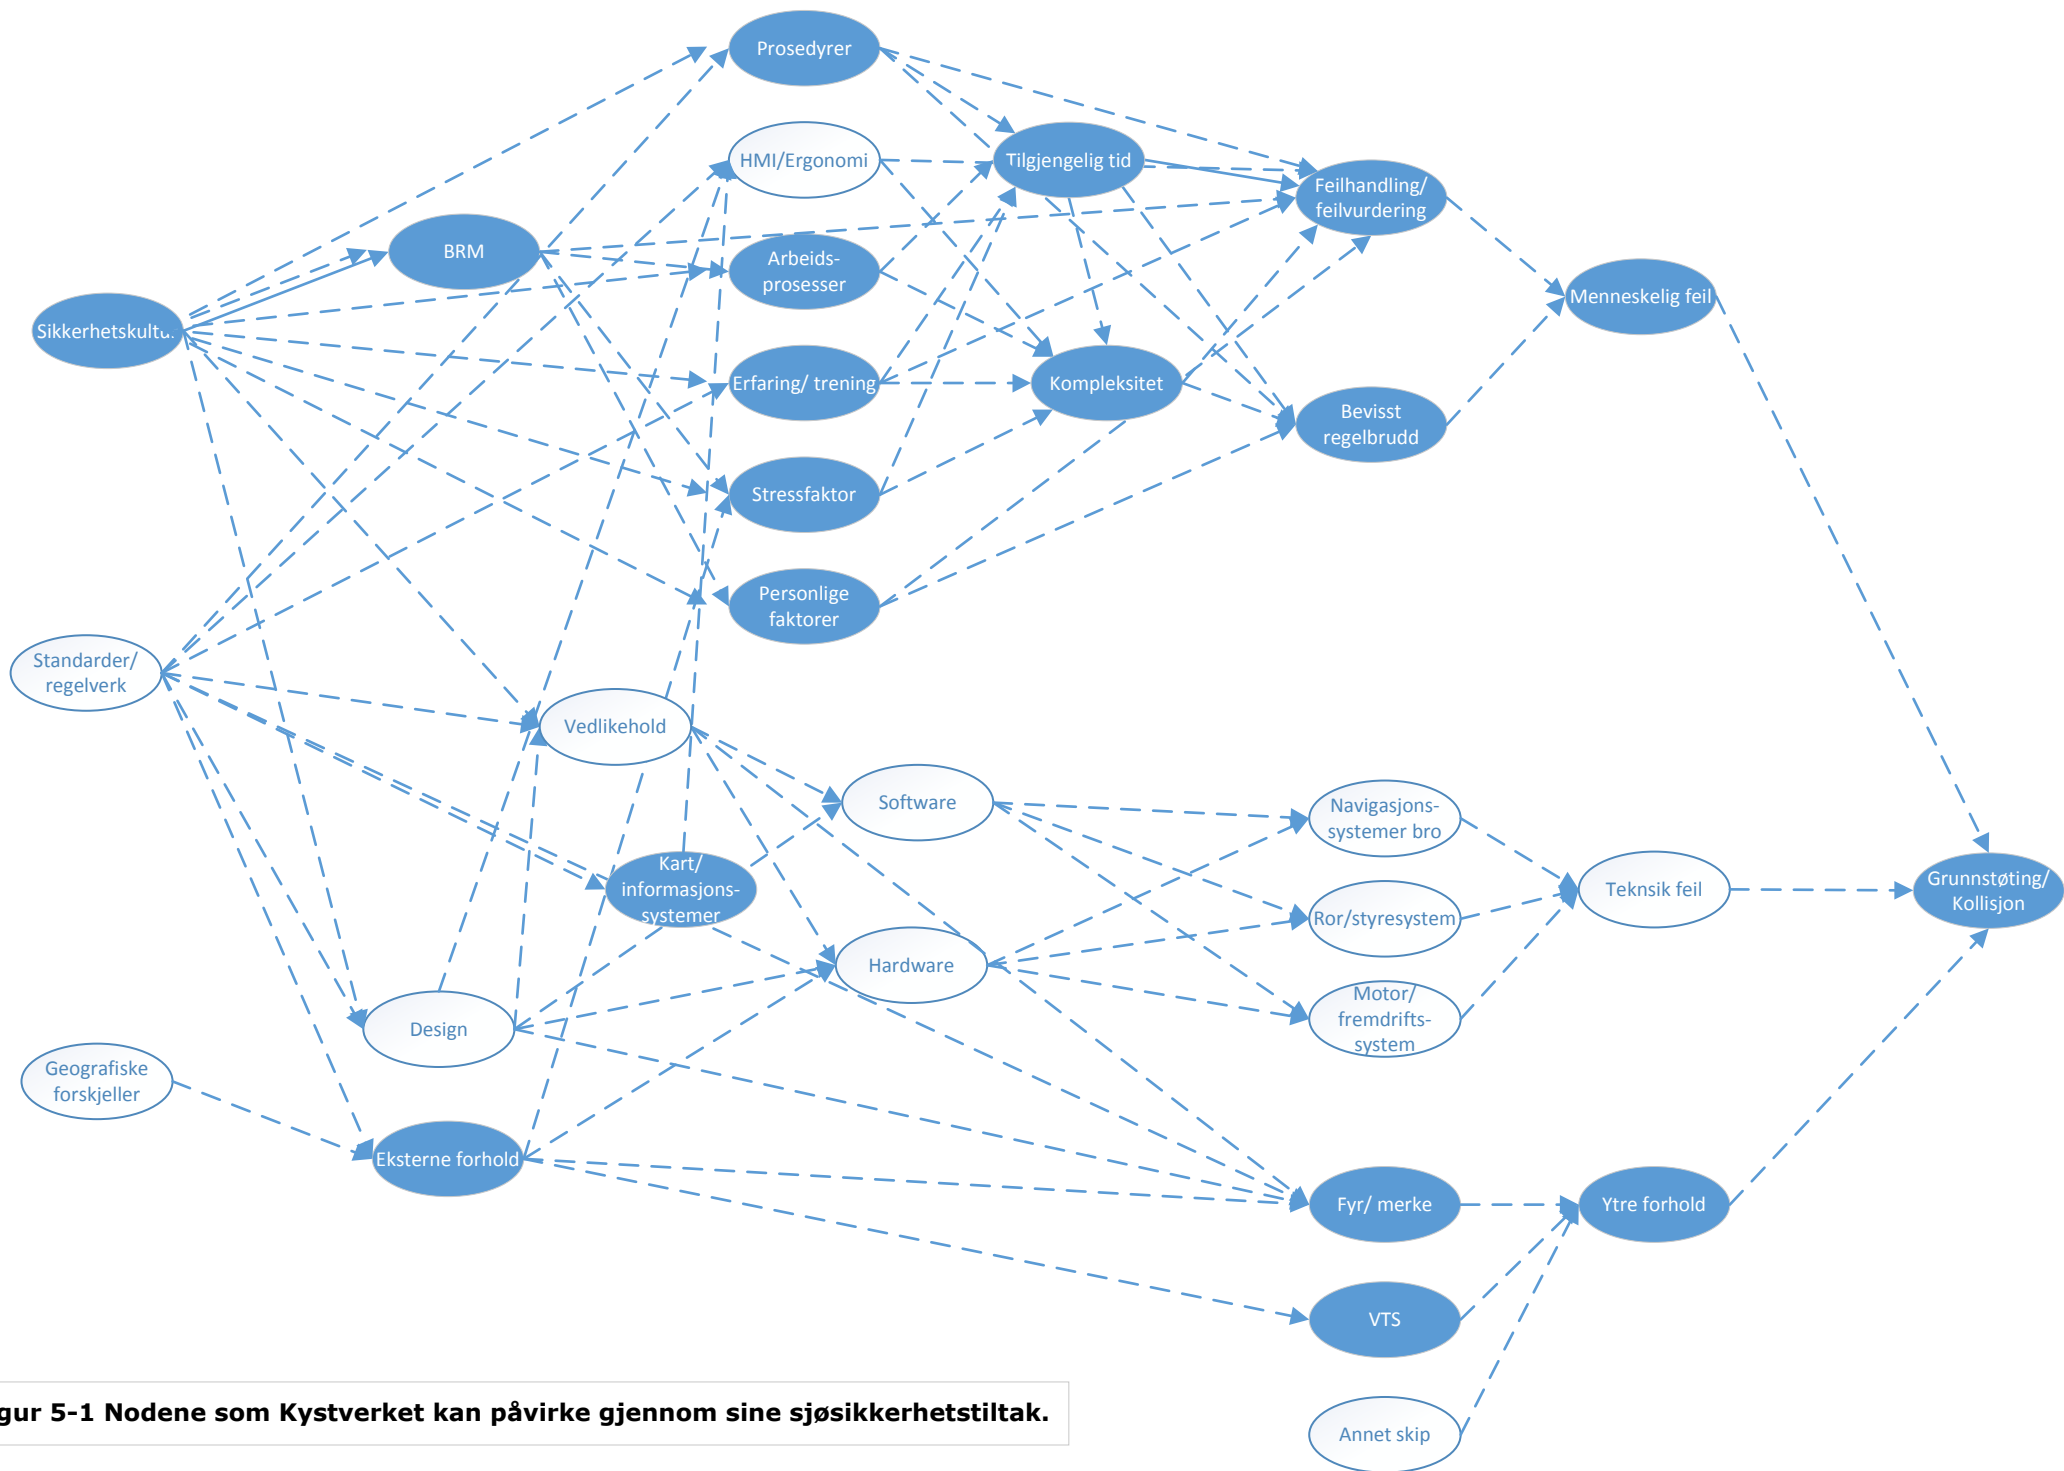 Prosedyrer
HMI/Ergonomi
Tilgjengelig tid
Feilhandling/
feilvurdering
BRM
Arbeids-
prosesser
Menneskelig feil
Sikkerhetskultu
Erfaring/ trening
Kompleksitet
Bevisst
regelbrudd
Stressfaktor
Personlige
faktorer
Standarder/
regelverk
Vedlikehold
Software
Navigasjons-
systemer bro
Kart/
informasjons-
systemer
Teknsik feil
Grunnstøting/
Kollisjon
Ror/styresystem
Hardware
Motor/
fremdrifts-
system
Design
Geografiske
forskjeller
Eksterne forhold
Fyr/ merke
Ytre forhold
VTS
gur 5-1 Nodene som Kystverket kan påvirke gjennom sine sjøsikkerhetstiltak.
Annet skip